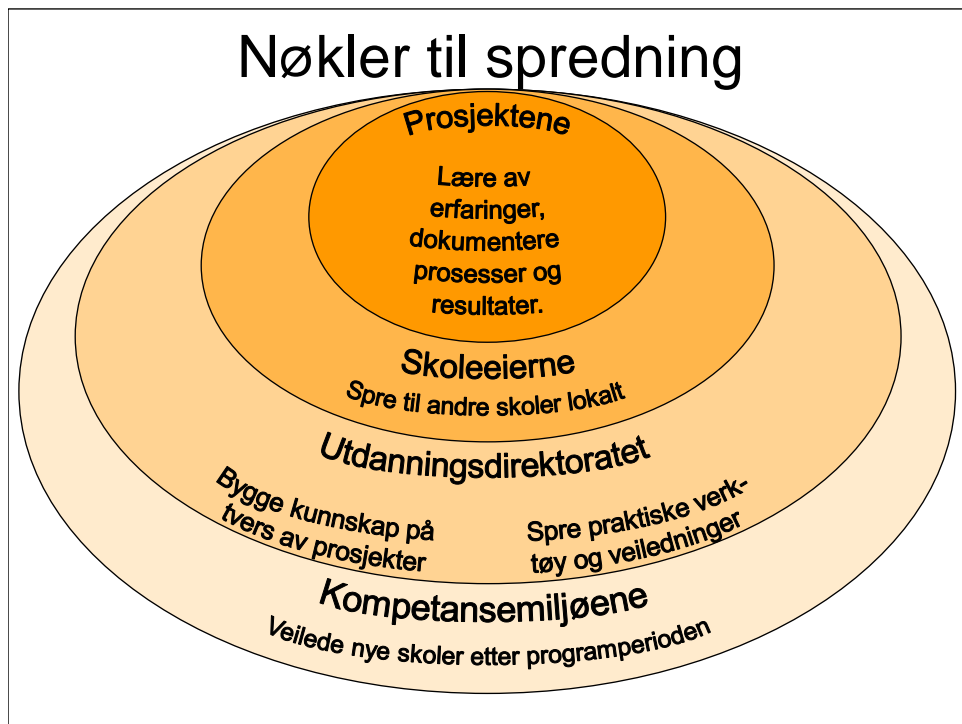 Nøkler til spredning
Prosjektene
Lære av
erfaringer,
dokumentere
prosesser og
resultater.
Skoleeierne
Spre til andre skoler lokalt
Utdanningsdirektoratet
Bygge kunnskap på
tvers av prosjekter
Spre praktiske verk-
tøy og veiledninger
Kompetansemiljøene
Veilede nye skoler etter programperioden